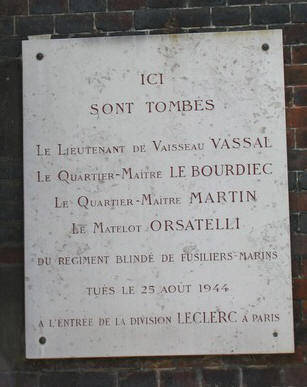 ICI
SONT TOMBÉS
LE LIEUTENANT DE VAISSEAU VASSAL
LE QUARTIER-MAÎTRE LE BOURDIEC
LE QUARTIER-MAÎTRE MARTIN
LE MATELOT ORSATELLI
DU RÉGIMENT BLINDÉ DE FUSILIERS-MARINS
TUÉS LE 25 AOÛT 1944
A L'ENTRÉE DE LA DIVISION LECLERC À PARIS